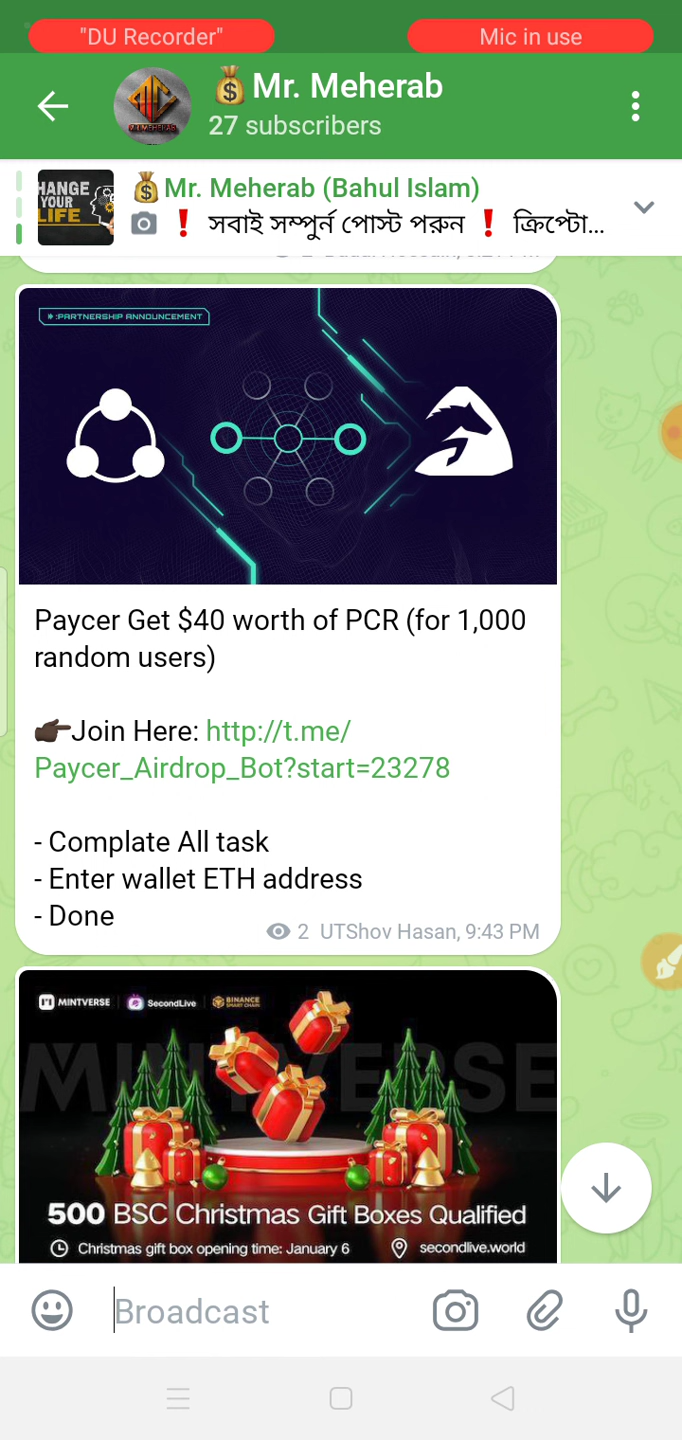 "DU Recorder"
Mic in use
💰Mr. Meherab
27 subscribers
HANGE
YOUR
LIFE
💰Mr. Meherab (Bahul Islam)
❗ সবাই সম্পুর্ন পোস্ট পরুন ❗ ক্রিপ্টো...
:PARTNERSHIP ANNOUNCEMENT
Paycer Get $40 worth of PCR (for 1,000
random users)
👉🏿Join Here: http://t.me/
Paycer_Airdrop_Bot?start=23278
- Complate All task
- Enter wallet ETH address
- Done
2 UTShov Hasan, 9:43 PM
MINTVERSE
SecondLive
BINANCE
SMART CHAIN
MINTVERSE
500 BSC Christmas Gift Boxes Qualified
Christmas gift box opening time: January 6
secondlive.world
Broadcast